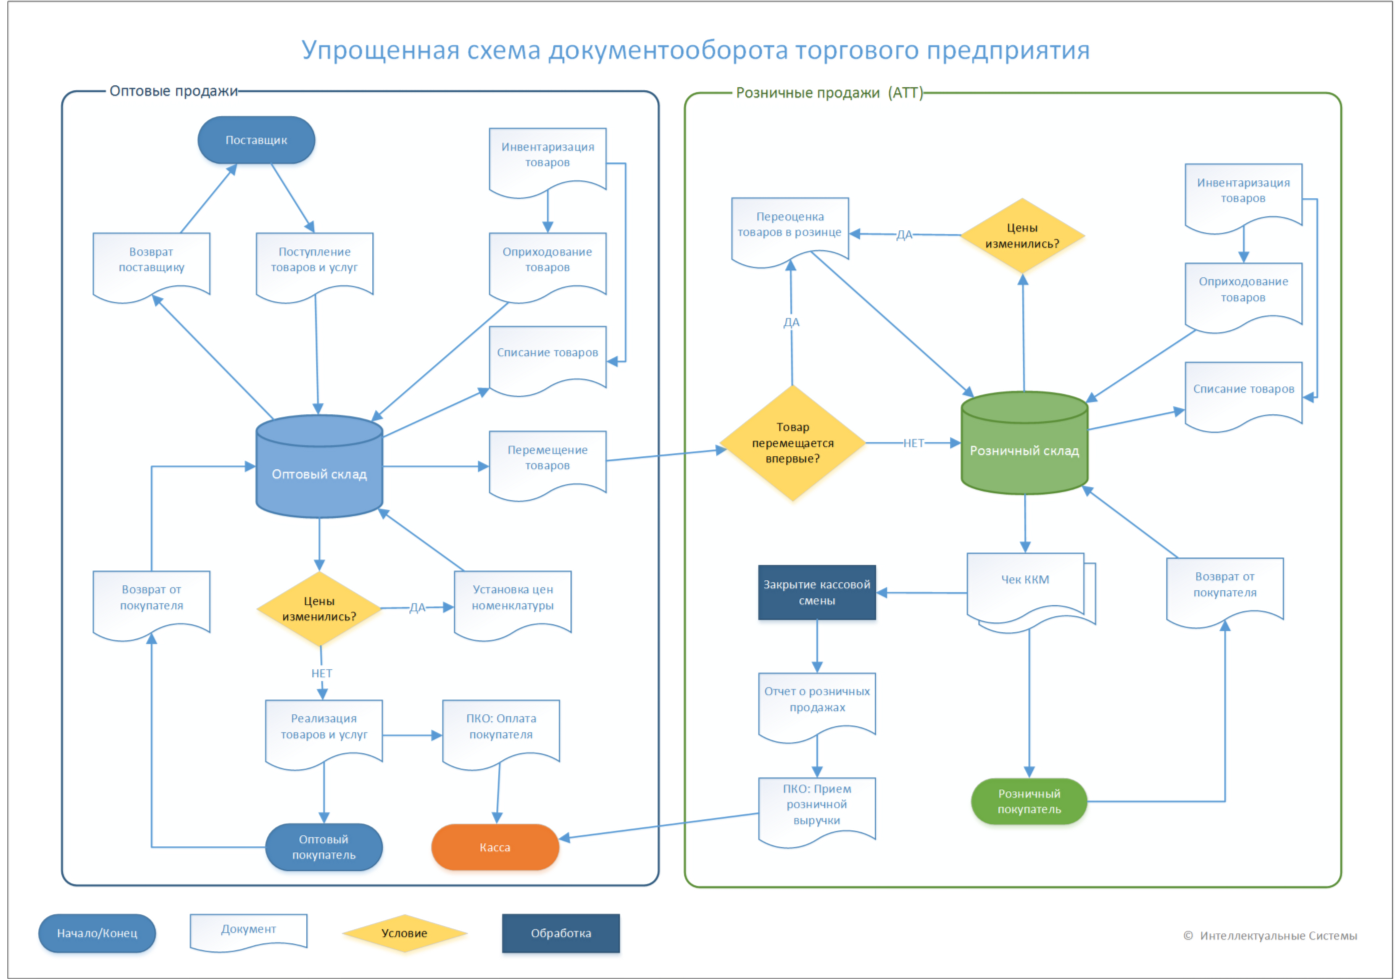 Упрощенная схема документооборота торгового предприятия
Оптовые продажи
Поставщик
Инвентаризация
товаров
Возврат
поставщику
Поступление
товаров и услуг
Оприходование
товаров
Списание товаров
Оптовый склад
Перемещение
товаров
Возврат от
покупателя
Цены
изменились?
ДА
Установка цен
номенклатуры
НЕТ
Реализация
товаров и услуг
ПКО: Оплата
покупателя
Оптовый
покупатель
Касса
Розничные продажи (АТТ)
Переоценка
товаров в розинце
ДА
Цены
изменились?
Инвентаризация
товаров
Оприходование
товаров
ДА
Списание товаров
Товар
перемещается
впервые?
НЕТ
Розничный склад
Закрытие кассовой
смены
Чек ККМ
Возврат от
покупателя
Отчет о розничных
продажах
ПКО: Прием
розничной
выручки
Розничный
покупатель
Начало/Конец
Документ
Условие
Обработка
© Интеллектуальные Системы